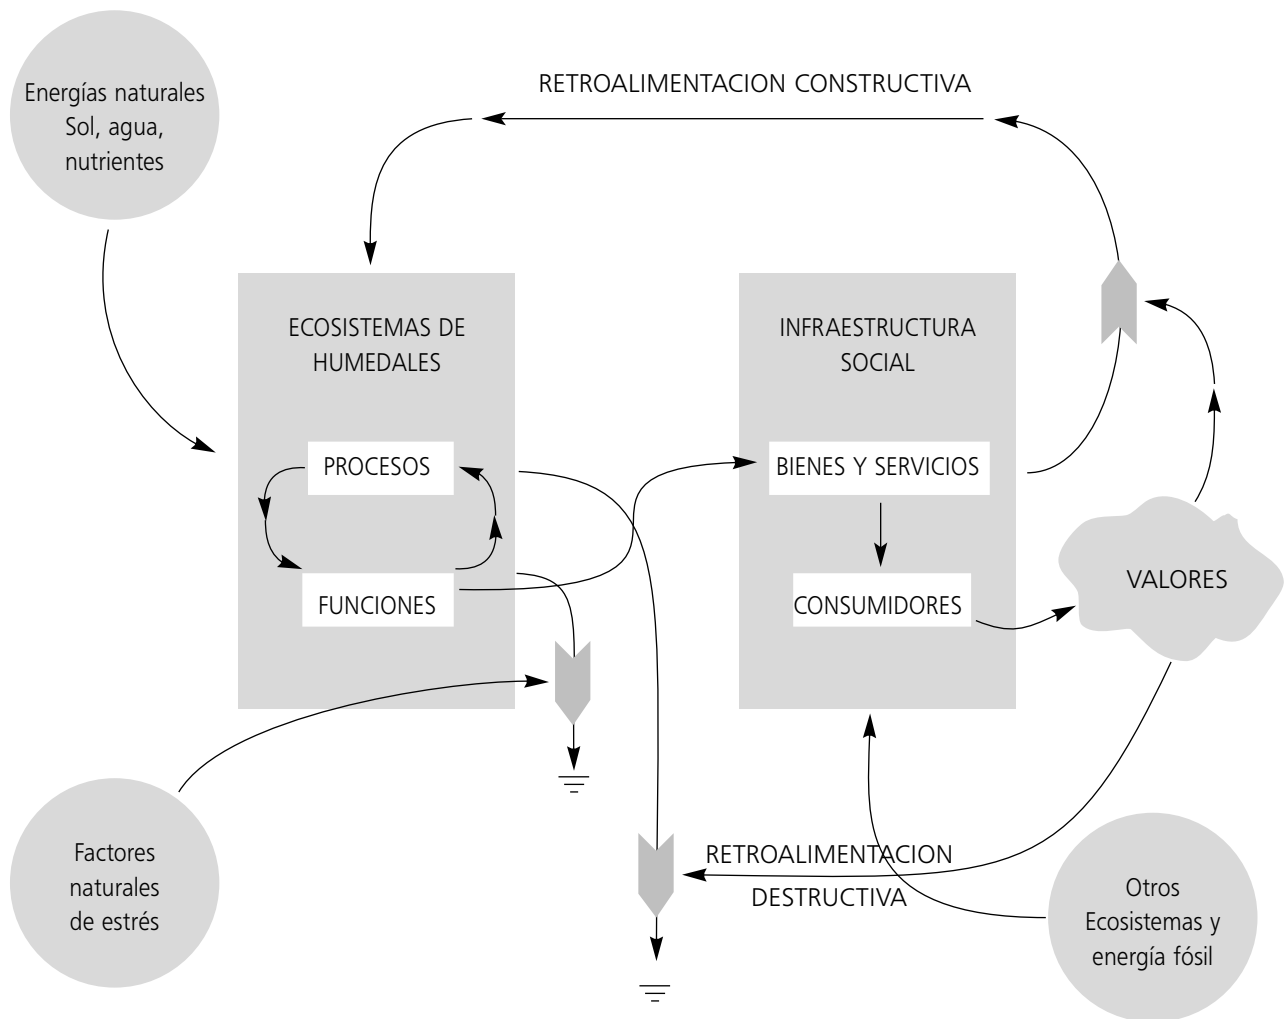 Energías naturales
Sol, agua,
nutrientes
RETROALIMENTACION CONSTRUCTIVA
ECOSISTEMAS DE
HUMEDALES
PROCESOS
FUNCIONES
INFRAESTRUCTURA
SOCIAL
BIENES Y SERVICIOS
CONSUMIDORES
VALORES
Factores
naturales
de estrés
RETROALIMENTACION
DESTRUCTIVA
Otros
Ecosistemas y
energía fósil